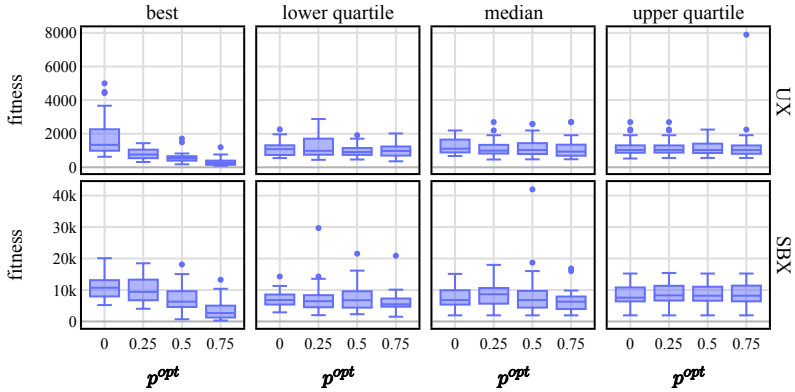 best lower quartile median upper quartile
8000
6000
4000
2000
0
fitness
UX
40k
30k
20k
10k
0
fitness
SBX
0 0.25 0.5 0.75 0 0.25 0.5 0.75 0 0.25 0.5 0.75 0 0.25 0.5 0.75
p^opt p^opt p^opt p^opt